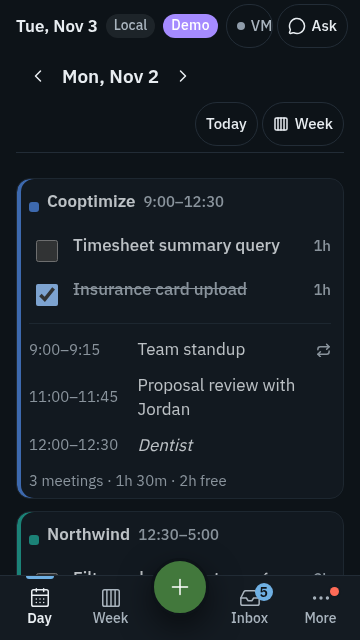 Tue, Nov 3 Local Demo VM Ask
Mon, Nov 2
Today Week
Cooptimize 9:00–12:30
Timesheet summary query 1h
Insurance card upload 1h
9:00–9:15 Team standup
11:00–11:45 Proposal review with
Jordan
12:00–12:30 Dentist
3 meetings · 1h 30m · 2h free
Northwind 12:30–5:00
Day Week Inbox 5 More